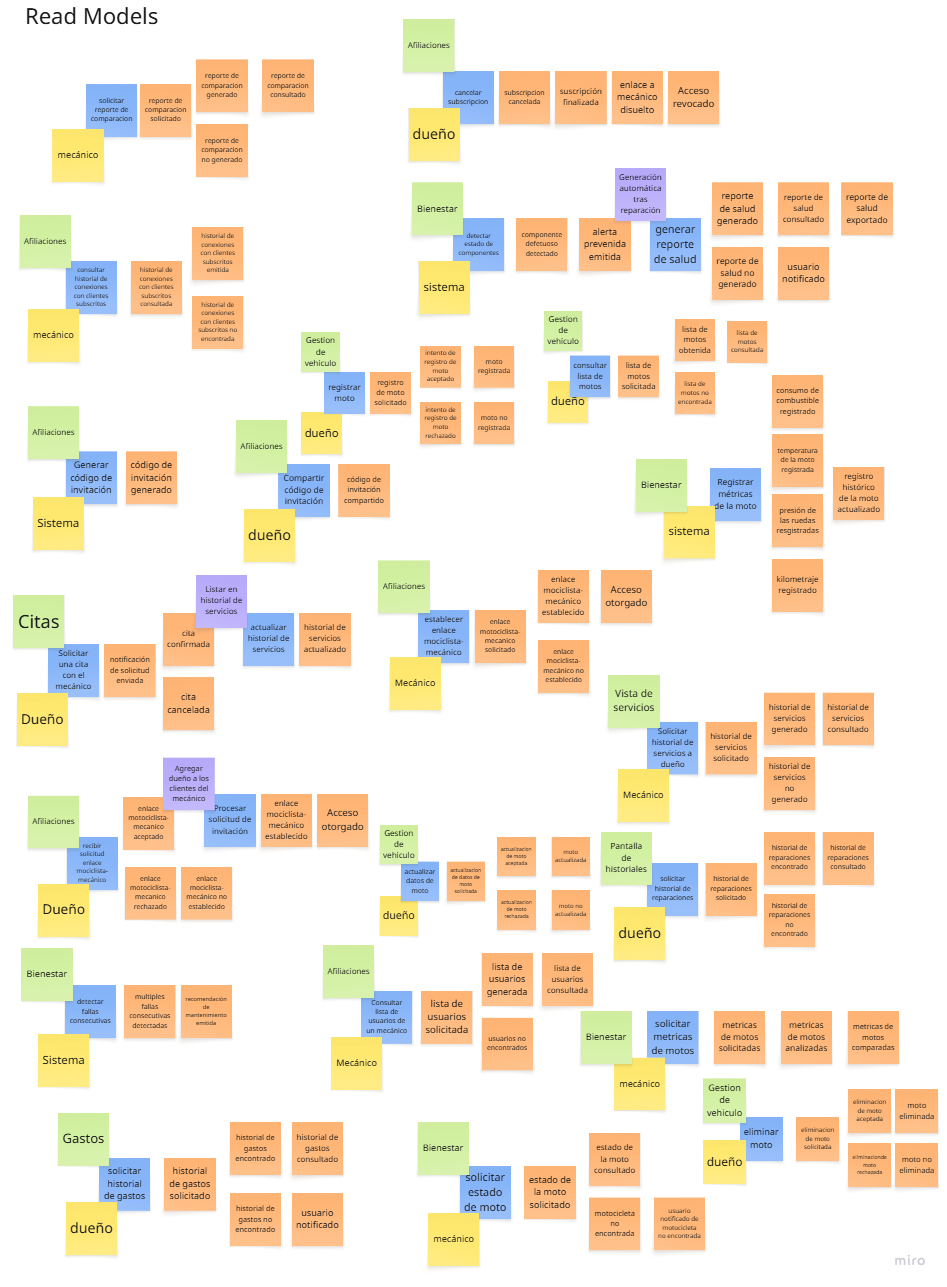 Read Models
solicitar
reporte de
comparacion
reporte de
comparacion
solicitado
reporte de
comparacion
generado
reporte de
comparacion
consultado
reporte de
comparacion
no generado
mecánico
Afiliaciones
cancelar
subscripcion
subscripcion
cancelada
suscripción
finalizada
enlace a
mecánico
disuelto
Acceso
revocado
dueño
Afiliaciones
consultar
historial de
conexiones
con clientes
subscritos
historial de
conexiones
con clientes
subscritos
consultada
historial de
conexiones
con clientes
subscritos
emitida
historial de
conexiones
con clientes
subscritos no
encontrada
mecánico
Bienestar
detectar
estado de
componentes
componente
defetuoso
detectado
alerta
prevenida
emitida
Generación
automática
tras
reparación
generar
reporte
de salud
reporte
de salud
generado
reporte de
salud
consultado
reporte de
salud
exportado
reporte de
salud no
generado
usuario
notificado
sistema
Gestion
de
vehículo
registrar
moto
registro
de moto
solicitado
intento de
registro de
moto
aceptado
moto
registrada
intento de
registro de
moto
rechazado
moto no
registrada
dueño
Gestion
de
vehículo
consultar
lista de
motos
lista de
motos
solicitada
lista de
motos
obtenida
lista de
motos
consultada
lista de
motos no
encontrada
dueño
Afiliaciones
Generar
código de
invitación
código de
invitación
generado
Sistema
Afiliaciones
Compartir
código de
invitación
código de
invitación
compartido
dueño
Bienestar
Registrar
métricas
de la moto
consumo de
combustible
registrado
temperatura
de la moto
registrada
presión de
las ruedas
resgistradas
kilometraje
registrado
registro
histórico
de la moto
actualizado
sistema
Citas
Solicitar
una cita
con el
mecánico
notificación
de solicitud
enviada
cita
confirmada
Listar en
historial de
servicios
actualizar
historial de
servicios
historial de
servicios
actualizado
cita
cancelada
Dueño
Afiliaciones
establecer
enlace
mociclista-
mecánico
enlace
motociclista-
mecanico
solicitado
enlace
mociclista-
mecánico
establecido
Acceso
otorgado
enlace
mociclista-
mecánico no
establecido
Mecánico
Vista de
servicios
Solicitar
historial de
servicios a
dueño
historial de
servicios
solicitado
historial de
servicios
generado
historial de
servicios
consultado
historial de
servicios
no
generado
Mecánico
Afiliaciones
recibir
solicitud
enlace
mociclista-
mecánico
enlace
motociclista-
mecanico
aceptado
Agregar
dueño a los
clientes del
mecánico
Procesar
solicitud de
invitación
enlace
mociclista-
mecánico
establecido
Acceso
otorgado
enlace
motociclista-
mecanico
rechazado
enlace
mociclista-
mecánico no
establecido
Dueño
Gestion
de
vehiculo
actualizar
datos de
moto
actualizacion
de datos de
moto
solicitada
actualizacion
de moto
aceptada
moto
actualizada
actualizacion
de moto
rechazada
moto no
actualizada
dueño
Pantalla
de
historiales
solicitar
historial de
reparaciones
historial de
reparaciones
solicitado
historial de
reparaciones
encontrado
historial de
reparaciones
consultado
historial de
reparaciones
no
encontrado
dueño
Bienestar
detectar
fallas
consecutivas
multiples
fallas
consecutivas
detectadas
recomendación
de
mantenimiento
emitida
Sistema
Afiliaciones
Consultar
lista de
usuarios de
un mecánico
lista de
usuarios
solicitada
lista de
usuarios
generada
lista de
usuarios
consultada
usuarios no
encontrados
Mecánico
Bienestar
solicitar
metricas
de motos
metricas
de motos
solicitadas
metricas
de motos
analizadas
metricas de
motos
comparadas
mecánico
Gestion
de
vehiculo
eliminar
moto
eliminacion
de moto
solicitada
eliminacion
de moto
aceptada
moto
eliminada
eliminacionde
moto
rechazada
moto no
eliminada
dueño
Gastos
solicitar
historial
de gastos
historial
de gastos
solicitado
historial de
gastos
encontrado
historial de
gastos
consultado
historial de
gastos no
encontrado
usuario
notificado
dueño
Bienestar
solicitar
estado
de moto
estado de
la moto
solicitado
estado de
la moto
consultado
motocicleta
no
encontrada
usuario
notificado de
motocicleta
no encontrada
mecánico
miro